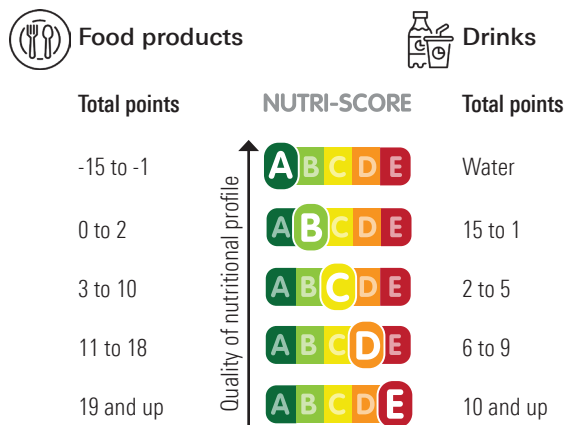 Food products
Drinks
Total points NUTRI-SCORE Total points
-15 to -1 A B C D E Water
0 to 2 A B C D E 15 to 1
3 to 10 A B C D E 2 to 5
11 to 18 A B C D E 6 to 9
19 and up A B C D E 10 and up
Quality of nutritional profile